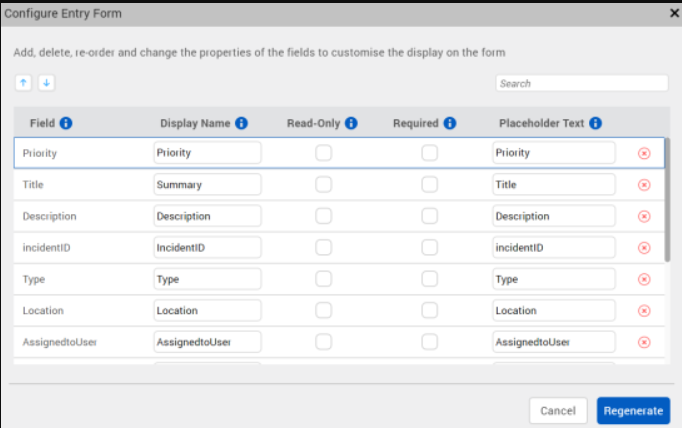 Configure Entry Form
Add, delete, re-order and change the properties of the fields to customise the display on the form
Search
Field Display Name Read-Only Required Placeholder Text
Priority Priority Priority
Title Summary Title
Description Description Description
incidentID IncidentID incidentID
Type Type Type
Location Location Location
AssignedtoUser AssignedtoUser AssignedtoUser
Cancel Regenerate